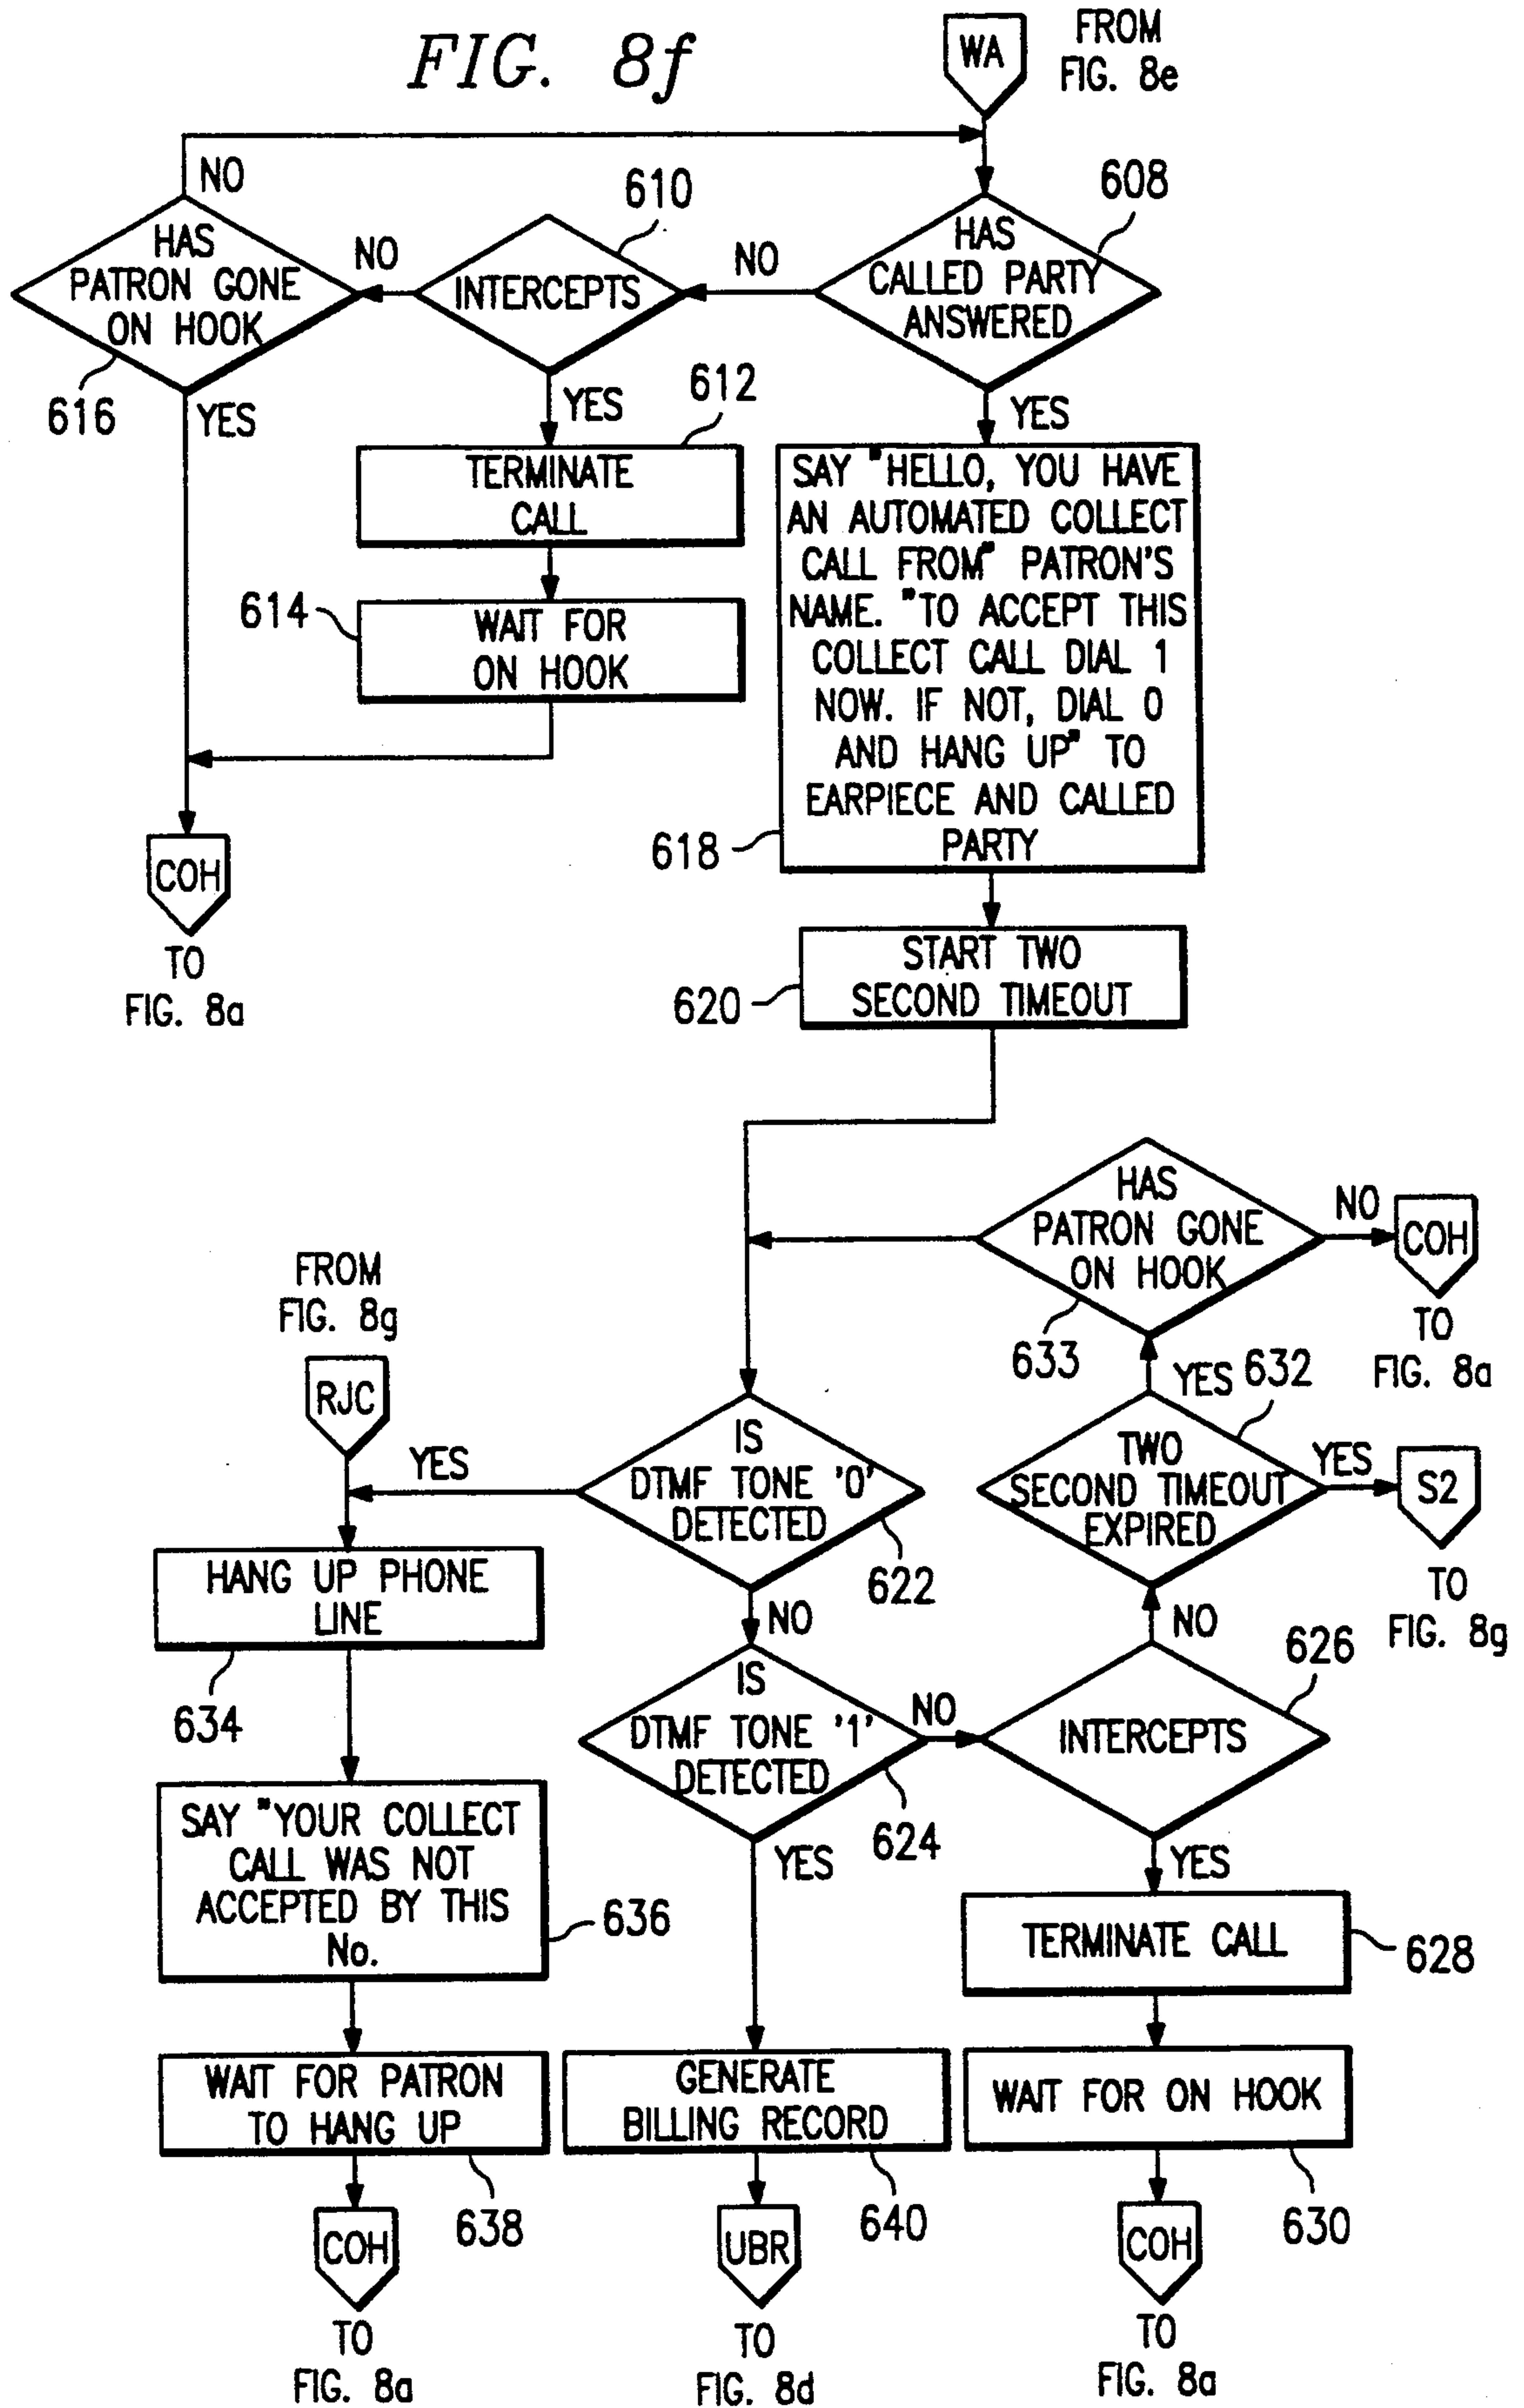 FIG. 8f
WA
FROM
FIG. 8e
NO
610
608
HAS
PATRON GONE
ON HOOK
NO
INTERCEPTS
NO
HAS
CALLED PARTY
ANSWERED
616
YES
YES
612
YES
TERMINATE
CALL
614
WAIT FOR
ON HOOK
SAY "HELLO, YOU HAVE
AN AUTOMATED COLLECT
CALL FROM" PATRON'S
NAME. "TO ACCEPT THIS
COLLECT CALL DIAL 1
NOW. IF NOT, DIAL 0
AND HANG UP" TO
EARPIECE AND CALLED
PARTY
618
COH
TO
FIG. 8a
START TWO
SECOND TIMEOUT
620
HAS
PATRON GONE
ON HOOK
NO
COH
TO
FIG. 8a
633
FROM
FIG. 8g
RJC
YES
IS
DTMF TONE '0'
DETECTED
622
NO
YES
632
TWO
SECOND TIMEOUT
EXPIRED
YES
S2
TO
FIG. 8g
NO
626
HANG UP PHONE
LINE
634
IS
DTMF TONE '1'
DETECTED
NO
624
YES
INTERCEPTS
YES
SAY "YOUR COLLECT
CALL WAS NOT
ACCEPTED BY THIS
No.
636
TERMINATE CALL
628
WAIT FOR PATRON
TO HANG UP
638
GENERATE
BILLING RECORD
640
WAIT FOR ON HOOK
630
COH
TO
FIG. 8a
UBR
TO
FIG. 8d
COH
TO
FIG. 8a